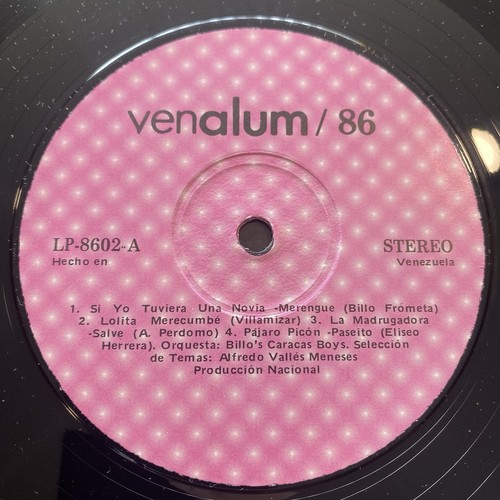 venalum / 86
LP-8602-A STEREO
Hecho en Venezuela
1. Si Yo Tuviera Una Novia -Merengue (Billo Frómeta)
2. Lolita Merecumbé (Villamizar) 3. La Madrugadora
-Salve (A. Perdomo) 4. Pájaro Picón -Paseito (Eliseo
Herrera). Orquesta: Billo's Caracas Boys. Selección
de Temas: Alfredo Vallés Meneses
Producción Nacional